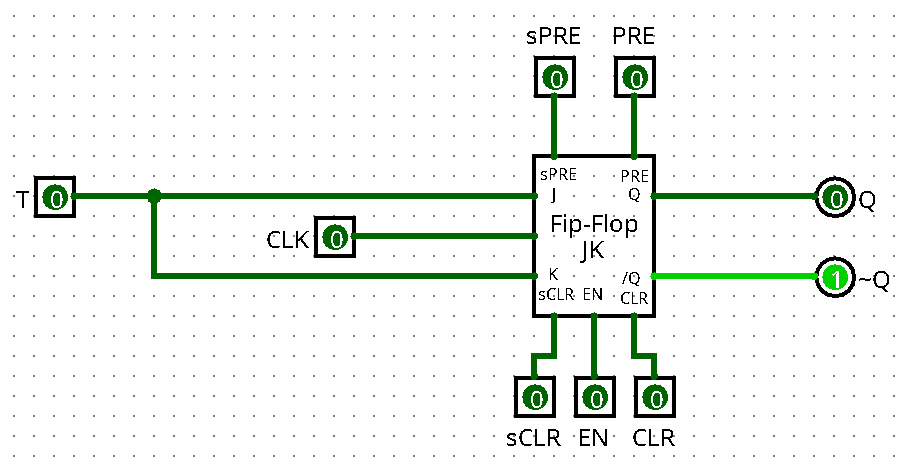 sPRE PRE
0 0
sPRE PRE
T 0 J Q 0 Q
Fip-Flop
CLK 0 JK
K /Q 1 ~Q
sCLR EN CLR
0 0 0
sCLR EN CLR